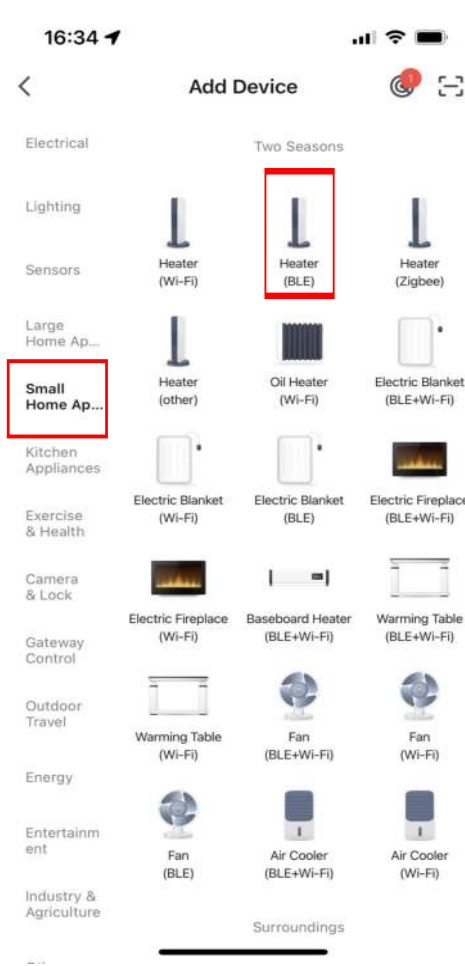 16:34
Add Device
1
Electrical
Lighting
Sensors
Large
Home Ap...
Small
Home Ap...
Kitchen
Appliances
Exercise
& Health
Camera
& Lock
Gateway
Control
Outdoor
Travel
Energy
Entertainm
ent
Industry &
Agriculture
Two Seasons
Heater
(Wi-Fi)
Heater
(BLE)
Heater
(Zigbee)
Heater
(other)
Oil Heater
(Wi-Fi)
Electric Blanket
(BLE+Wi-Fi)
Electric Blanket
(Wi-Fi)
Electric Blanket
(BLE)
Electric Fireplace
(BLE+Wi-Fi)
Electric Fireplace
(Wi-Fi)
Baseboard Heater
(BLE+Wi-Fi)
Warming Table
(BLE+Wi-Fi)
Warming Table
(Wi-Fi)
Fan
(BLE+Wi-Fi)
Fan
(Wi-Fi)
Fan
(BLE)
Air Cooler
(BLE+Wi-Fi)
Air Cooler
(Wi-Fi)
Surroundings